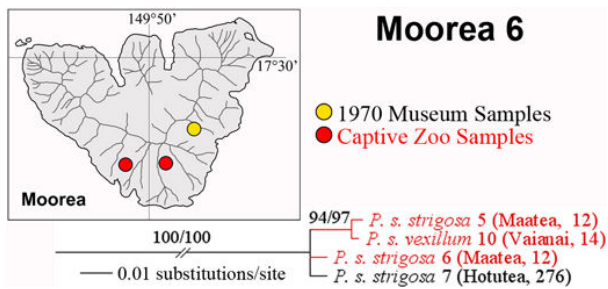 149°50'
Moorea 6
17°30'
1970 Museum Samples
Captive Zoo Samples
Moorea
94/97
P. s. strigosa 5 (Maatea, 12)
P. s. vexillum 10 (Vaianai, 14)
100/100
P. s. strigosa 6 (Maatea, 12)
0.01 substitutions/site
P. s. strigosa 7 (Hotutea, 276)